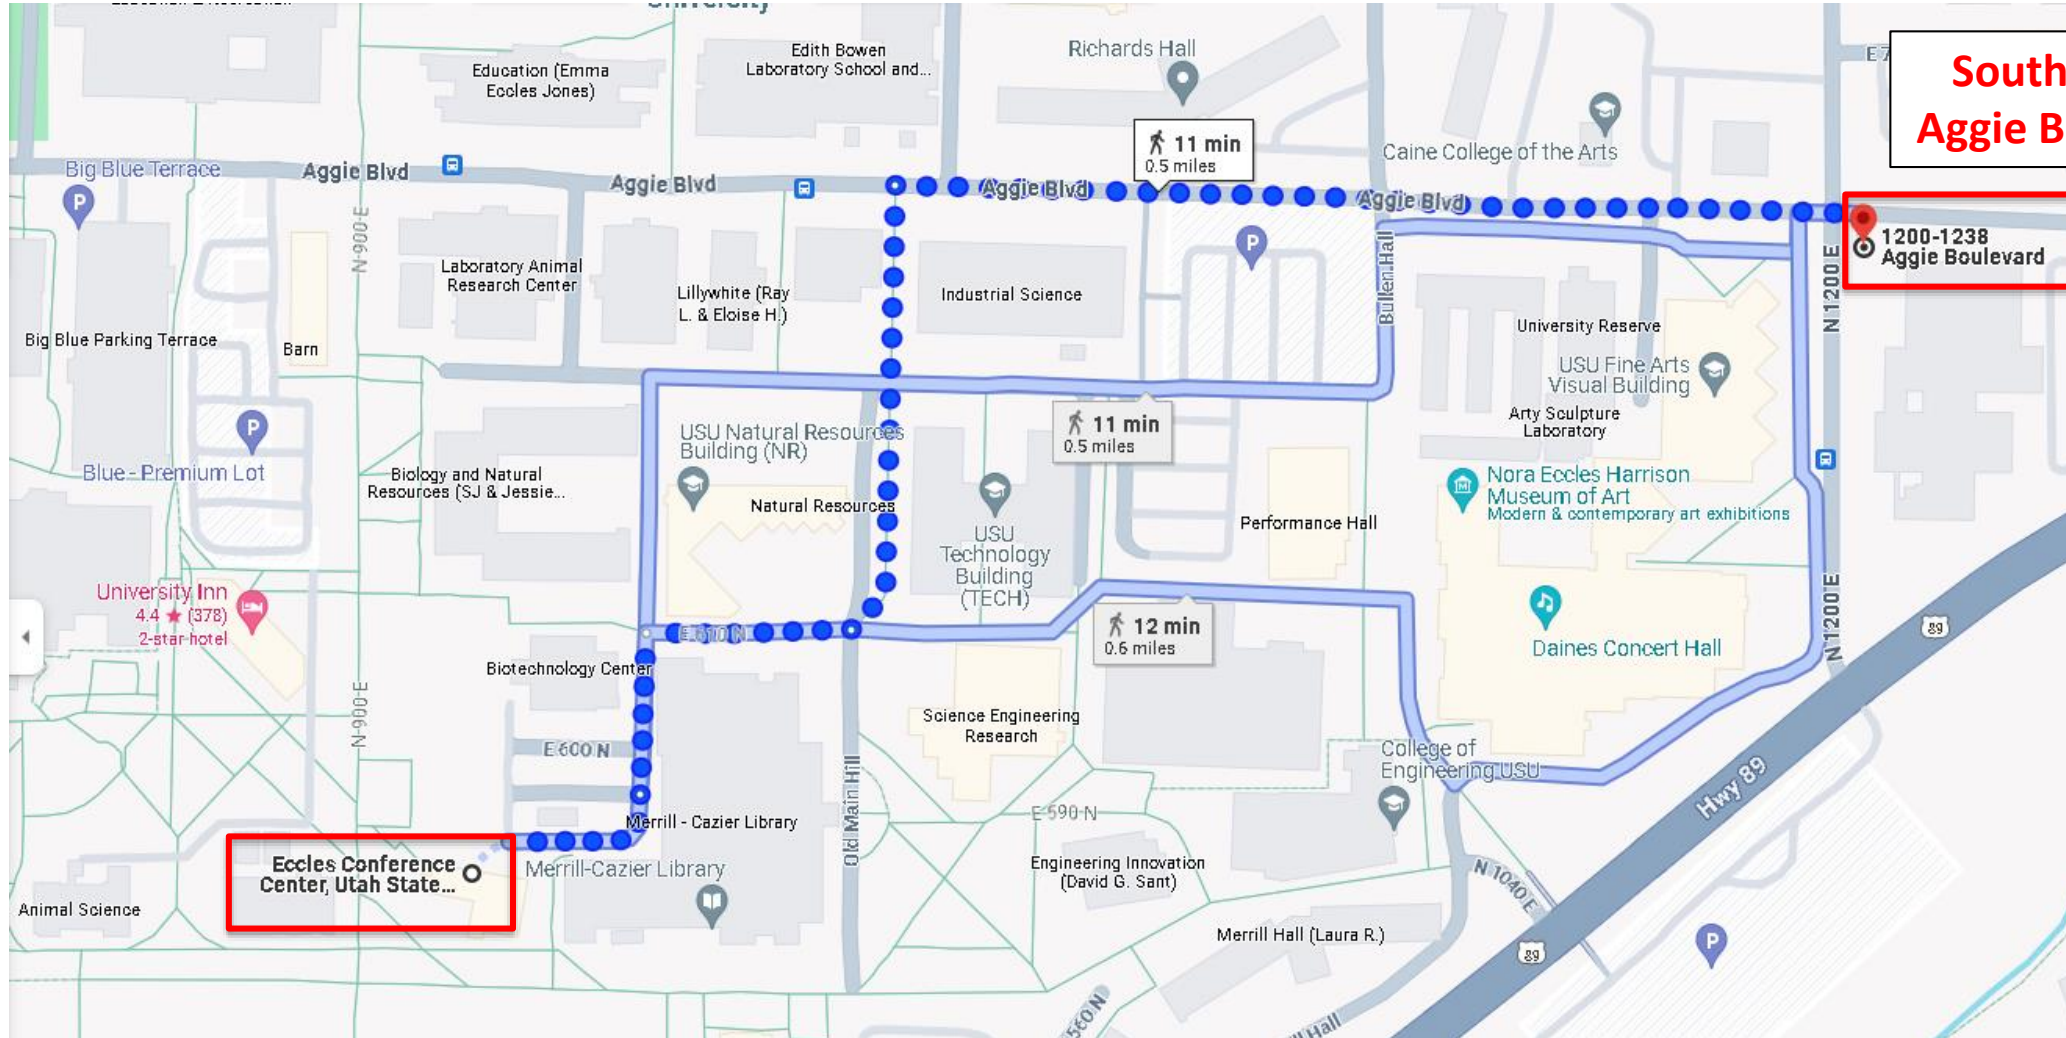 University
Education (Emma
Eccles Jones)
Edith Bowen
Laboratory School and...
Richards Hall
South
Aggie B
11 min
0.5 miles
Caine College of the Arts
Big Blue Terrace
Aggie Blvd
Aggie Blvd
Aggie Blvd
Aggie Blvd
P
N 900 E
Laboratory Animal
Research Center
Lillywhite (Ray
L. & Eloise H.)
Industrial Science
P
Bullen Hall
N 1200 E
1200-1238
Aggie Boulevard
University Reserve
Big Blue Parking Terrace
Barn
USU Fine Arts
Visual Building
11 min
0.5 miles
Arty Sculpture
Laboratory
USU Natural Resources
Building (NR)
P
Blue - Premium Lot
Biology and Natural
Resources (SJ & Jessie...
Natural Resources
Nora Eccles Harrison
Museum of Art
Modern & contemporary art exhibitions
Performance Hall
USU
Technology
Building
(TECH)
University Inn
4.4 ★ (378)
2-star hotel
E 610 N
12 min
0.6 miles
Daines Concert Hall
N 1200 E
89
Biotechnology Center
N 900 E
Science Engineering
Research
E 600 N
College of
Engineering USU
Hwy 89
Old Main Hill
E 590 N
Merrill - Cazier Library
Eccles Conference
Center, Utah State...
Merrill-Cazier Library
Engineering Innovation
(David G. Sant)
N 1040 E
Animal Science
Merrill Hall (Laura R.)
89
P
560 N
Hall